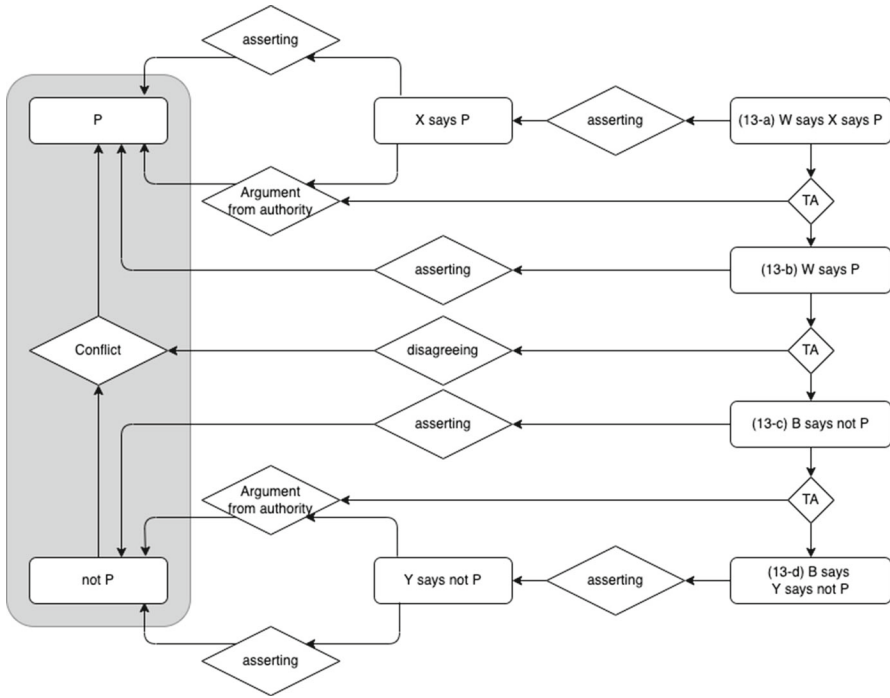 asserting
P
X says P
asserting
(13-a) W says X says P
Argument
from authority
TA
asserting
(13-b) W says P
Conflict
disagreeing
TA
asserting
(13-c) B says not P
Argument
from authority
TA
not P
Y says not P
asserting
(13-d) B says
Y says not P
asserting